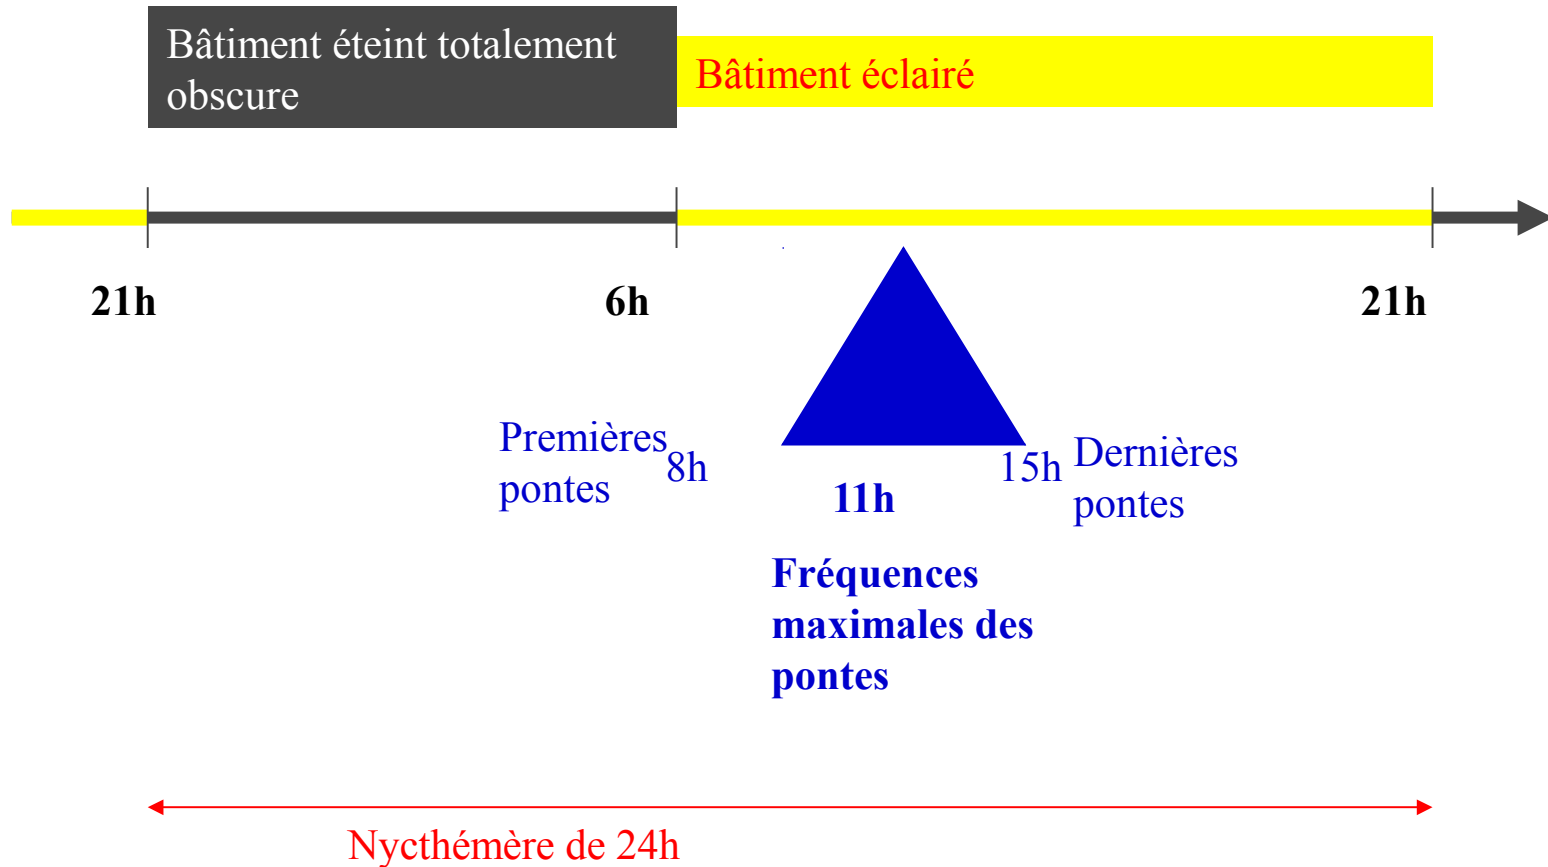 Bâtiment éteint totalement
obscure
Bâtiment éclairé
21h
6h
21h
Premières
pontes
8h
11h
15h
Dernières
pontes
Fréquences
maximales des
pontes
Nycthémère de 24h